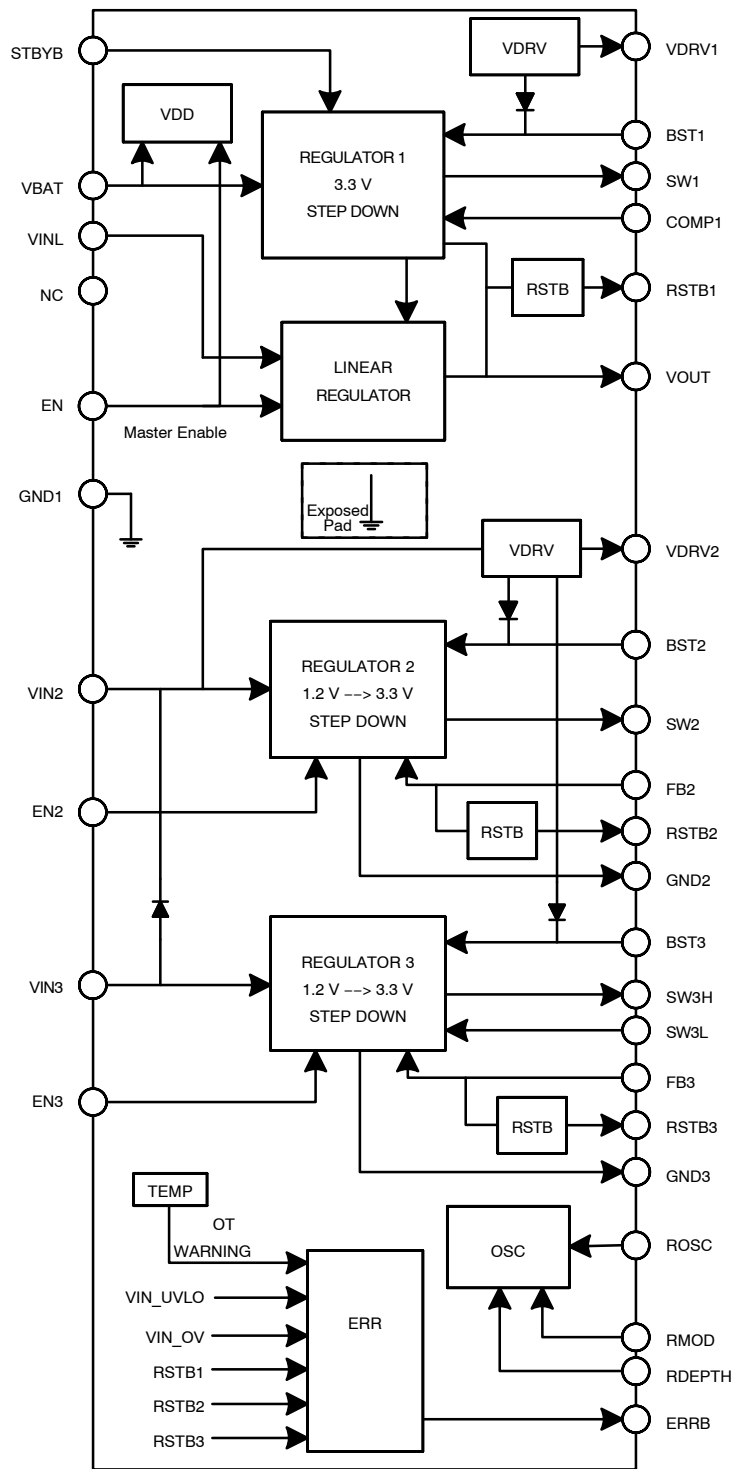 STBYB
VDRV
VDRV1
VDD
BST1
REGULATOR 1
3.3 V
STEP DOWN
VBAT
SW1
COMP1
VINL
NC
RSTB
RSTB1
LINEAR
REGULATOR
VOUT
EN
Master Enable
GND1
Exposed
Pad
VDRV
VDRV2
BST2
REGULATOR 2
1.2 V −−> 3.3 V
STEP DOWN
VIN2
SW2
FB2
EN2
RSTB
RSTB2
GND2
BST3
REGULATOR 3
1.2 V −−> 3.3 V
STEP DOWN
VIN3
SW3H
SW3L
FB3
EN3
RSTB
RSTB3
GND3
TEMP
OT
WARNING
OSC
ROSC
VIN_UVLO
ERR
VIN_OV
RMOD
RSTB1
RDEPTH
RSTB2
ERRB
RSTB3